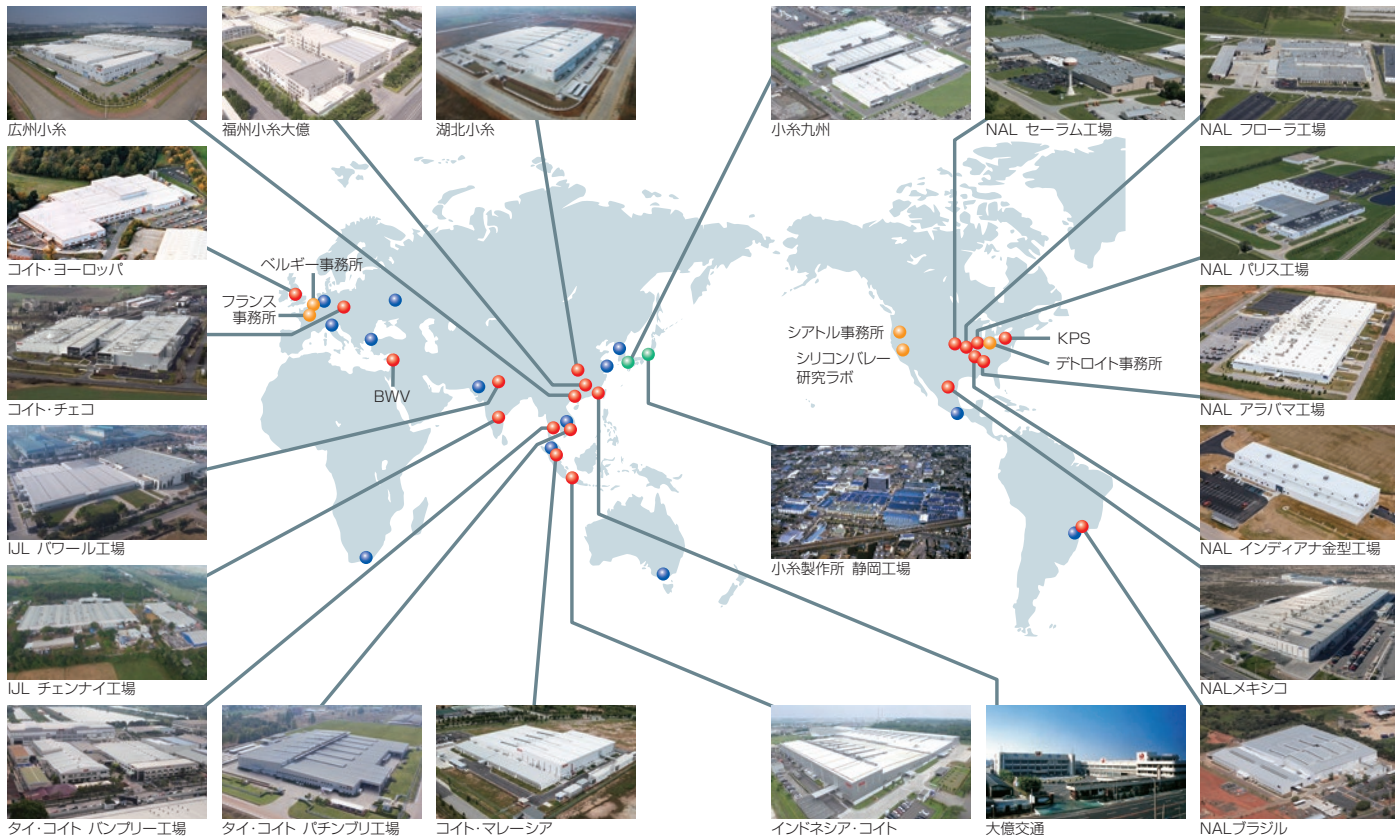 広州小糸
福州小糸大億
湖北小糸
小糸九州
NAL セーラム工場
NAL フローラ工場
コイト・ヨーロッパ
ベルギー事務所
フランス
事務所
NAL パリス工場
シアトル事務所
シリコンバレー
研究ラボ
KPS
デトロイト事務所
コイト・チェコ
BWV
NAL アラバマ工場
IJL バワール工場
小糸製作所 静岡工場
NAL インディアナ金型工場
IJL チェンナイ工場
NALメキシコ
タイ・コイト バンプリー工場
タイ・コイト パチンブリ工場
コイト・マレーシア
インドネシア・コイト
大億交通
NALブラジル